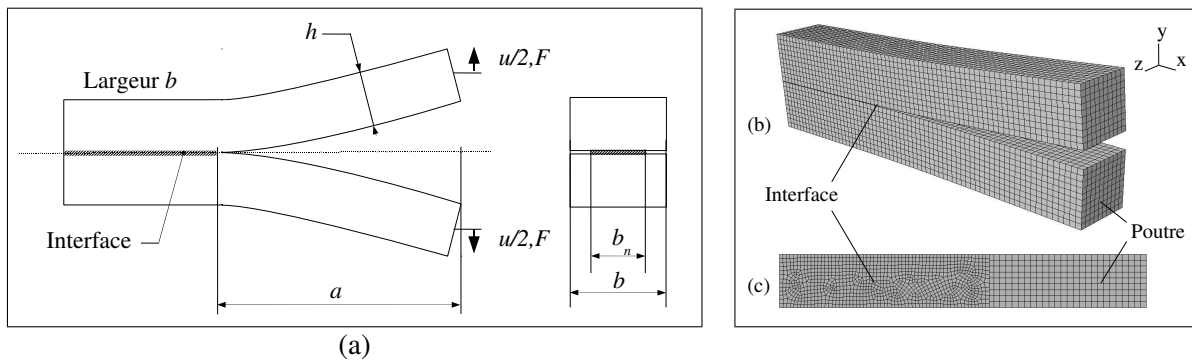 h
u/2,F
Largeur b
Interface
u/2,F
a
b_n
b
(a)
y
z
x
(b)
Interface
Poutre
(c)